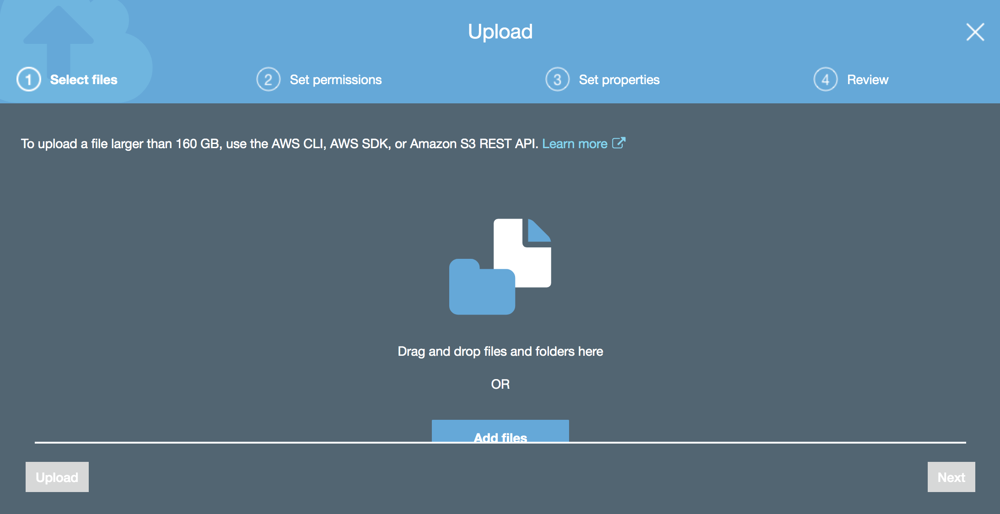 Upload
1 Select files
2 Set permissions
3 Set properties
4 Review
To upload a file larger than 160 GB, use the AWS CLI, AWS SDK, or Amazon S3 REST API. Learn more
Drag and drop files and folders here
OR
Add files
Upload
Next